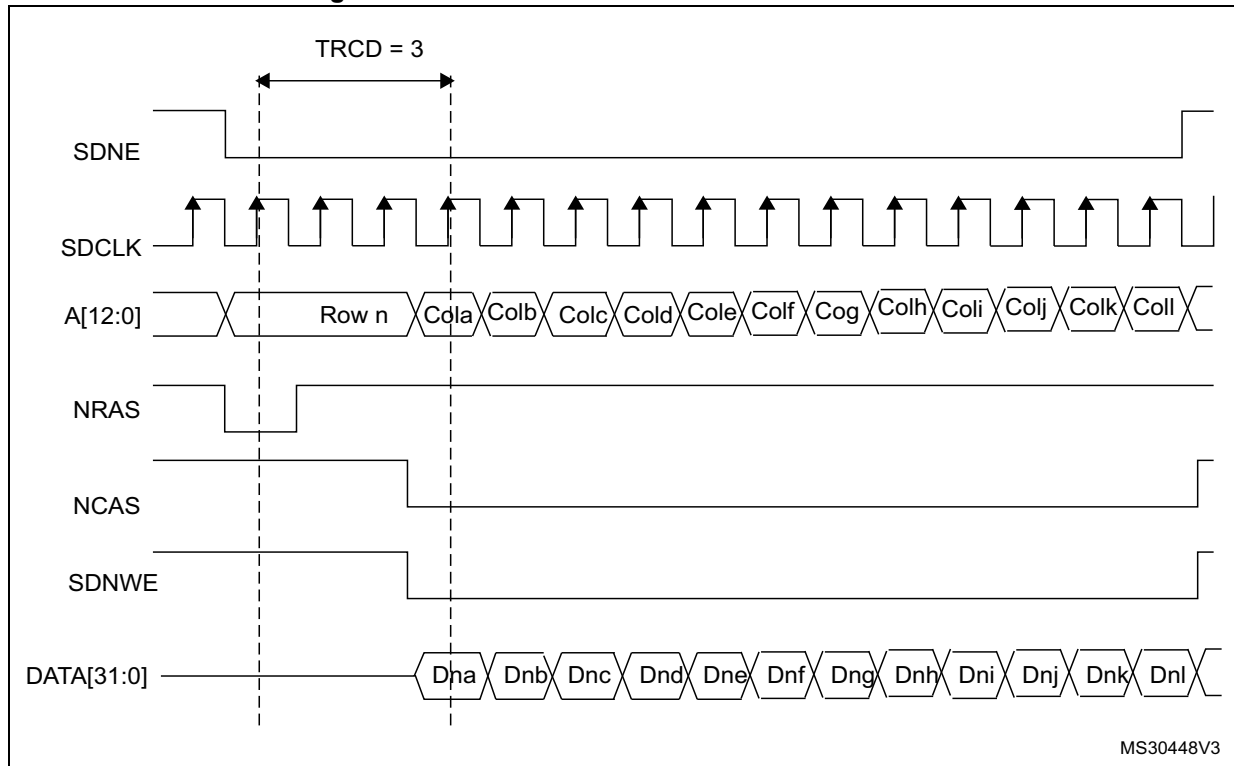 TRCD = 3
SDNE
SDCLK
A[12:0] Row n Cola Colb Colc Cold Cole Colf Cog Colh Coli Colj Colk Coll
NRAS
NCAS
SDNWE
DATA[31:0] Dna Dnb Dnc Dnd Dne Dnf Dng Dnh Dni Dnj Dnk Dnl
MS30448V3